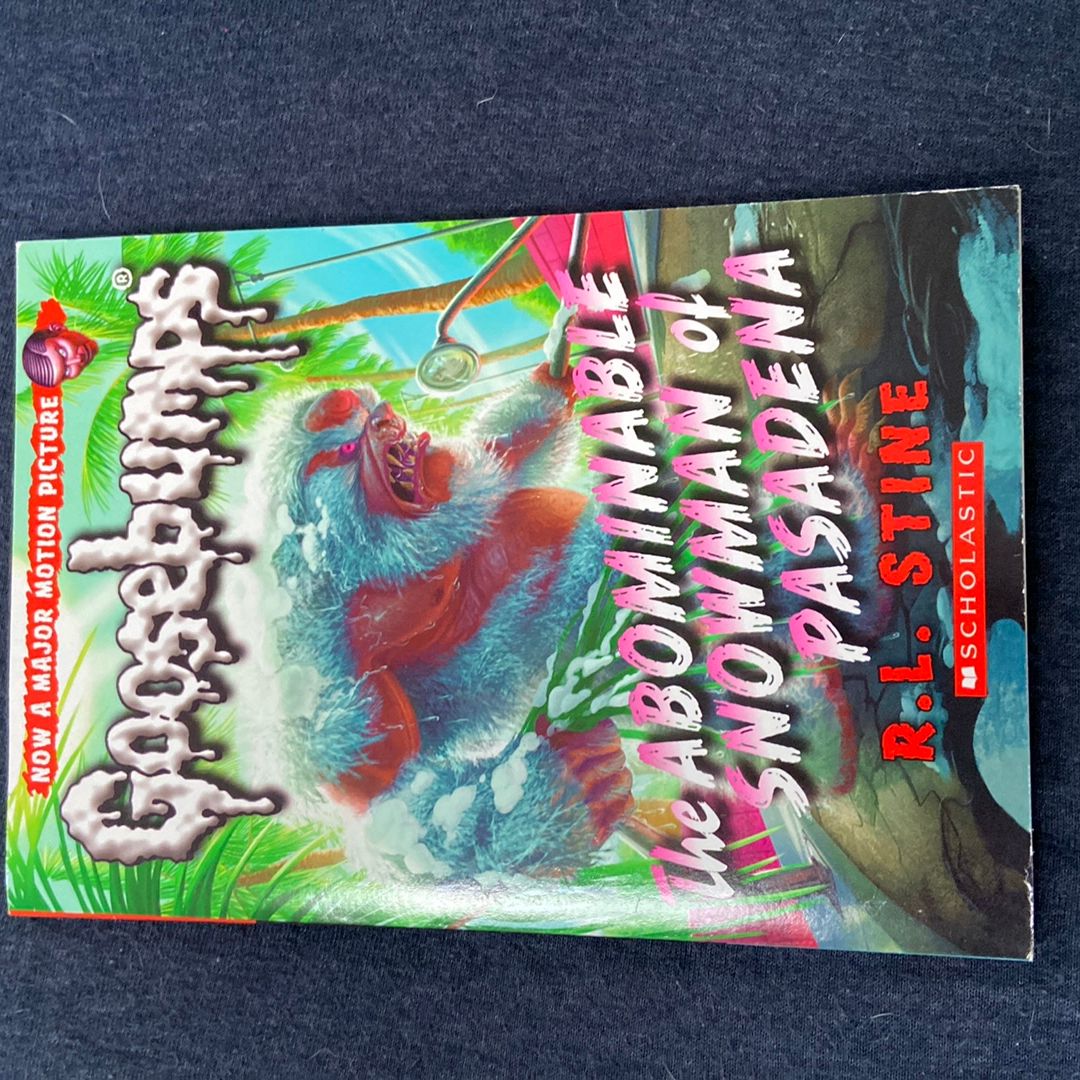 NOW A MAJOR MOTION PICTURE
Goosebumps®
The ABOMINABLE
SNOWMAN of
PASADENA
R.L. STINE
SCHOLASTIC